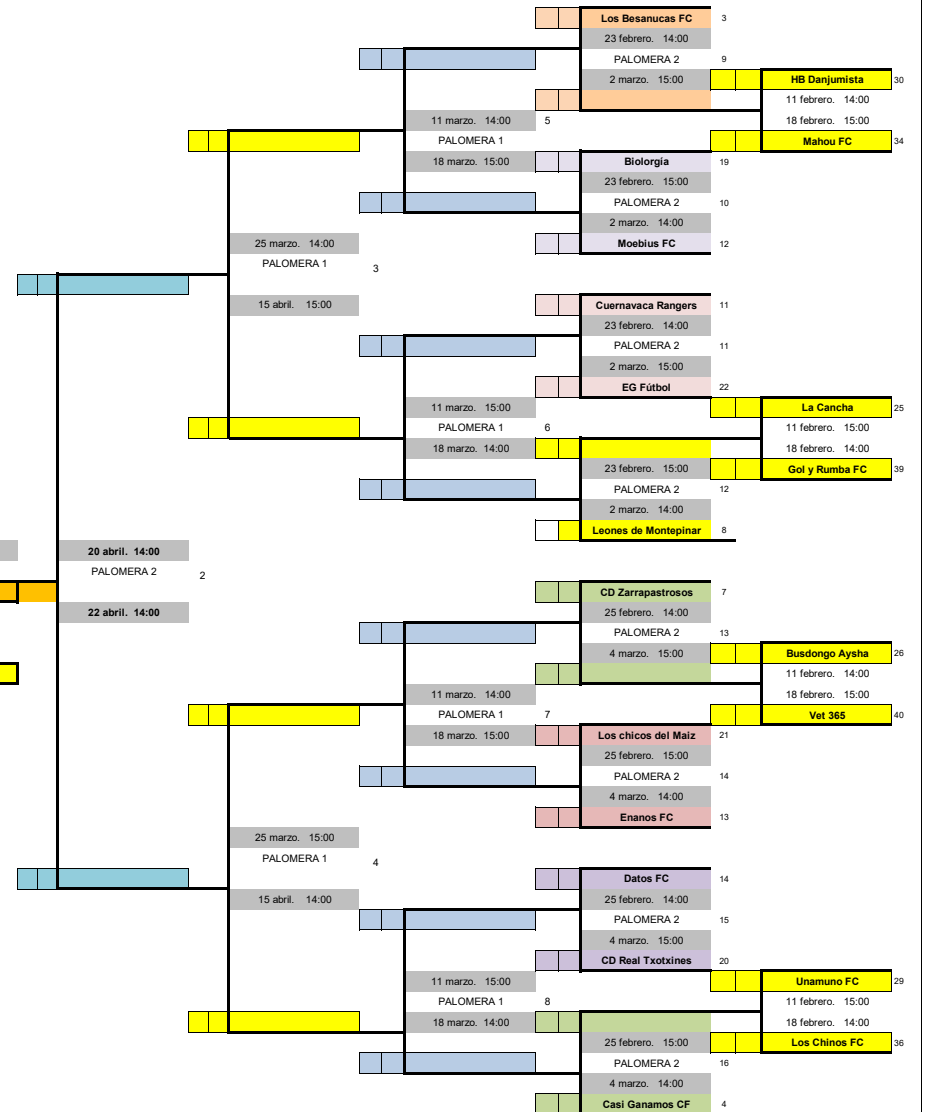 Los Besanucas FC 3
23 febrero. 14:00
PALOMERA 2 9
2 marzo. 15:00
HB Danjumista 30
11 febrero. 14:00
18 febrero. 15:00
Mahou FC 34
11 marzo. 14:00 5
PALOMERA 1
18 marzo. 15:00
Biolorgía 19
23 febrero. 15:00
PALOMERA 2 10
2 marzo. 14:00
Moebius FC 12
25 marzo. 14:00
PALOMERA 1 3
15 abril. 15:00
Cuernavaca Rangers 11
23 febrero. 14:00
PALOMERA 2 11
2 marzo. 15:00
EG Fútbol 22
La Cancha 25
11 febrero. 15:00
18 febrero. 14:00
Gol y Rumba FC 39
11 marzo. 15:00
PALOMERA 1 6
18 marzo. 14:00
23 febrero. 15:00
PALOMERA 2 12
2 marzo. 14:00
Leones de Montepinar 8
20 abril. 14:00
PALOMERA 2 2
22 abril. 14:00
CD Zarrapastrosos 7
25 febrero. 14:00
PALOMERA 2 13
4 marzo. 15:00
Busdongo Aysha 26
11 febrero. 14:00
18 febrero. 15:00
Vet 365 40
11 marzo. 14:00
PALOMERA 1 7
18 marzo. 15:00
Los chicos del Maiz 21
25 febrero. 15:00
PALOMERA 2 14
4 marzo. 14:00
Enanos FC 13
25 marzo. 15:00
PALOMERA 1 4
15 abril. 14:00
Datos FC 14
25 febrero. 14:00
PALOMERA 2 15
4 marzo. 15:00
CD Real Txotxines 20
Unamuno FC 29
11 febrero. 15:00
18 febrero. 14:00
Los Chinos FC 36
11 marzo. 15:00
PALOMERA 1 8
18 marzo. 14:00
25 febrero. 15:00
PALOMERA 2 16
4 marzo. 14:00
Casi Ganamos CF 4